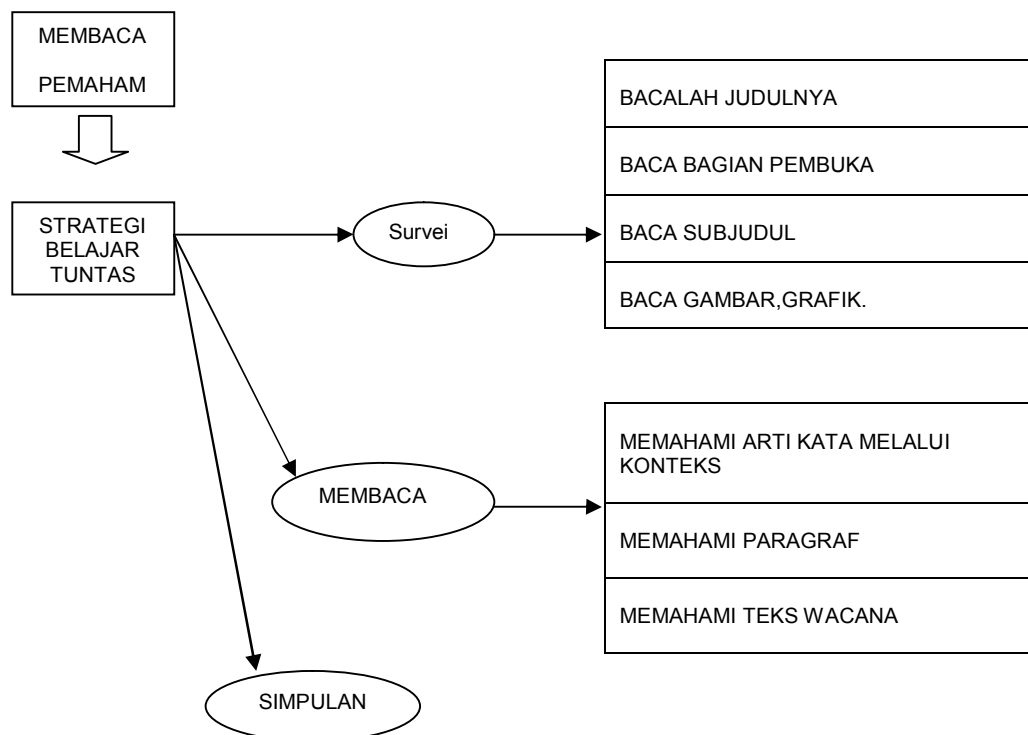 MEMBACA
PEMAHAM
STRATEGI
BELAJAR
TUNTAS
Survei
BACALAH JUDULNYA
BACA BAGIAN PEMBUKA
BACA SUBJUDUL
BACA GAMBAR,GRAFIK.
MEMBACA
MEMAHAMI ARTI KATA MELALUI
KONTEKS
MEMAHAMI PARAGRAF
MEMAHAMI TEKS WACANA
SIMPULAN